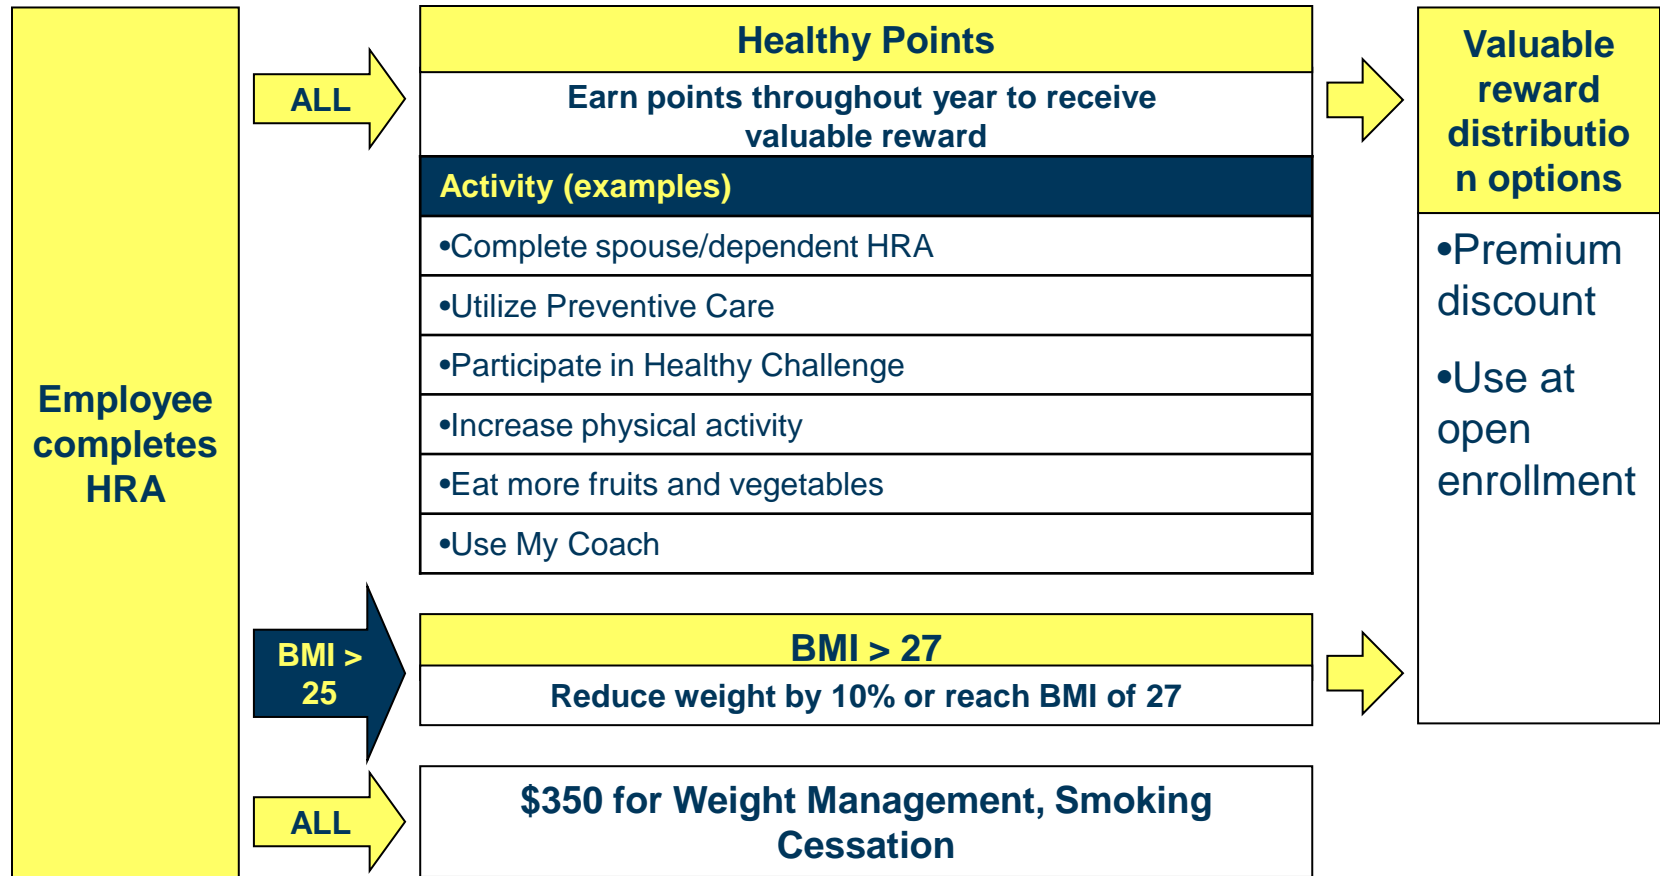 Employee
completes
HRA
ALL
Healthy Points
Earn points throughout year to receive
valuable reward
Activity (examples)
•Complete spouse/dependent HRA
•Utilize Preventive Care
•Participate in Healthy Challenge
•Increase physical activity
•Eat more fruits and vegetables
•Use My Coach
BMI >
25
BMI > 27
Reduce weight by 10% or reach BMI of 27
ALL
$350 for Weight Management, Smoking
Cessation
Valuable
reward
distributio
n options
•Premium
discount
•Use at
open
enrollment